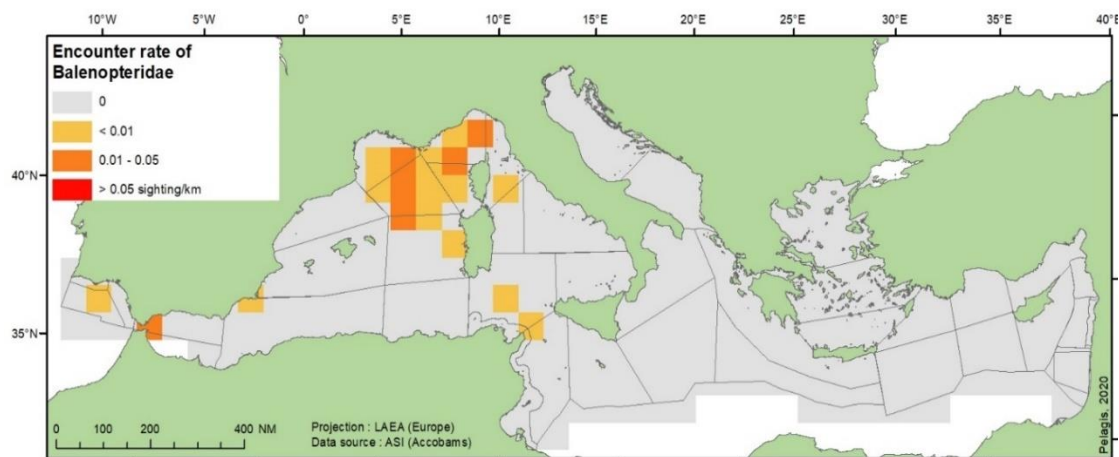 10°W 5°W 0° 5°E 10°E 15°E 20°E 25°E 30°E 35°E 40°E
Encounter rate of
Balenopteridae
0
< 0.01
0.01 - 0.05
> 0.05 sighting/km
40°N
35°N
0 100 200 400 NM
Projection : LAEA (Europe)
Data source : ASI (Accobams)
Pelagis, 2020